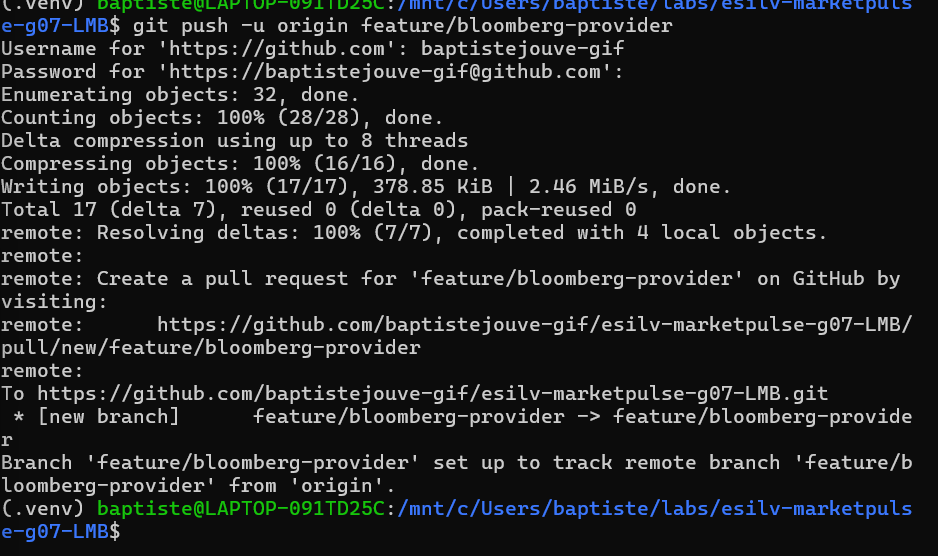 (.venv) baptiste@LAPTOP-091TD25C:/mnt/c/Users/baptiste/labs/esilv-marketpuls
e-g07-LMB$ git push -u origin feature/bloomberg-provider
Username for 'https://github.com': baptistejouve-gif
Password for 'https://baptistejouve-gif@github.com':
Enumerating objects: 32, done.
Counting objects: 100% (28/28), done.
Delta compression using up to 8 threads
Compressing objects: 100% (16/16), done.
Writing objects: 100% (17/17), 378.85 KiB | 2.46 MiB/s, done.
Total 17 (delta 7), reused 0 (delta 0), pack-reused 0
remote: Resolving deltas: 100% (7/7), completed with 4 local objects.
remote:
remote: Create a pull request for 'feature/bloomberg-provider' on GitHub by
visiting:
remote:      https://github.com/baptistejouve-gif/esilv-marketpulse-g07-LMB/
pull/new/feature/bloomberg-provider
remote:
To https://github.com/baptistejouve-gif/esilv-marketpulse-g07-LMB.git
 * [new branch]      feature/bloomberg-provider -> feature/bloomberg-provide
r
Branch 'feature/bloomberg-provider' set up to track remote branch 'feature/b
loomberg-provider' from 'origin'.
(.venv) baptiste@LAPTOP-091TD25C:/mnt/c/Users/baptiste/labs/esilv-marketpuls
e-g07-LMB$